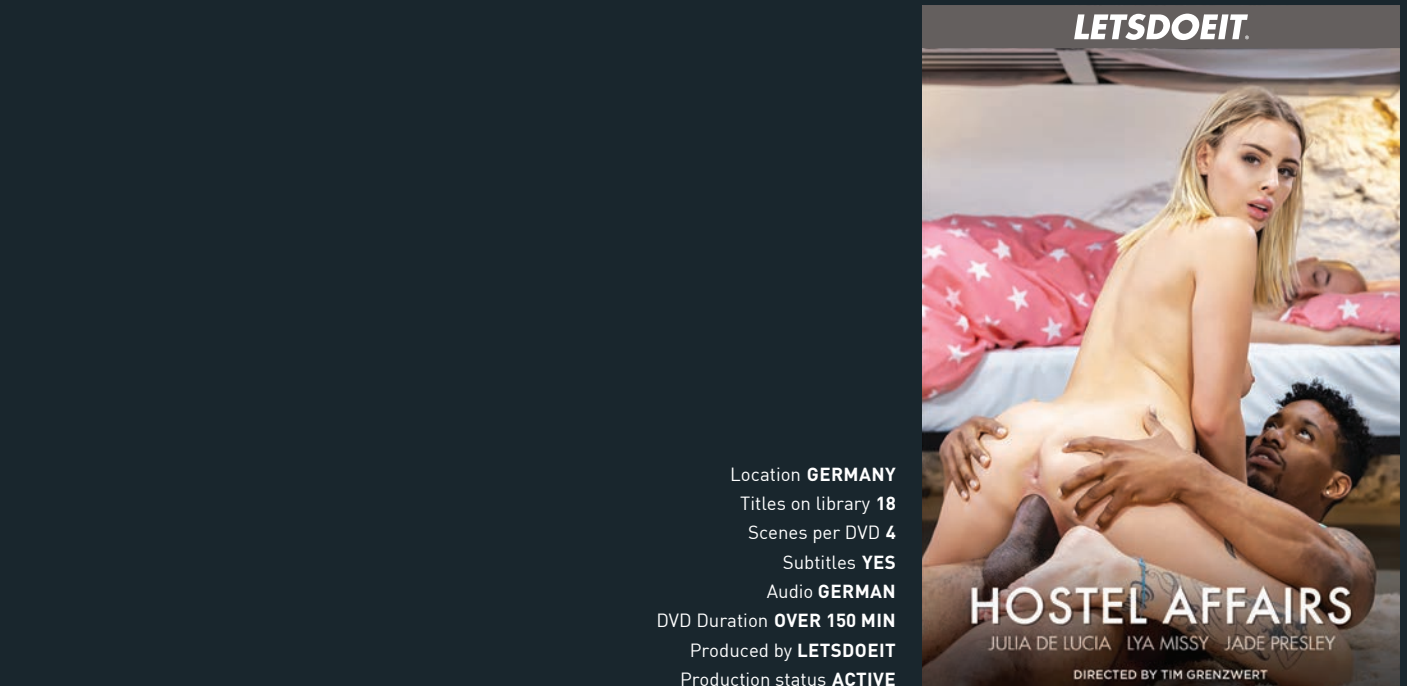 Location GERMANY
Titles on library 18
Scenes per DVD 4
Subtitles YES
Audio GERMAN
DVD Duration OVER 150 MIN
Produced by LETSDOEIT
Production status ACTIVE
LETSDOEIT.
HOSTEL AFFAIRS
JULIA DE LUCIA LYA MISSY JADE PRESLEY
DIRECTED BY TIM GRENZWERT